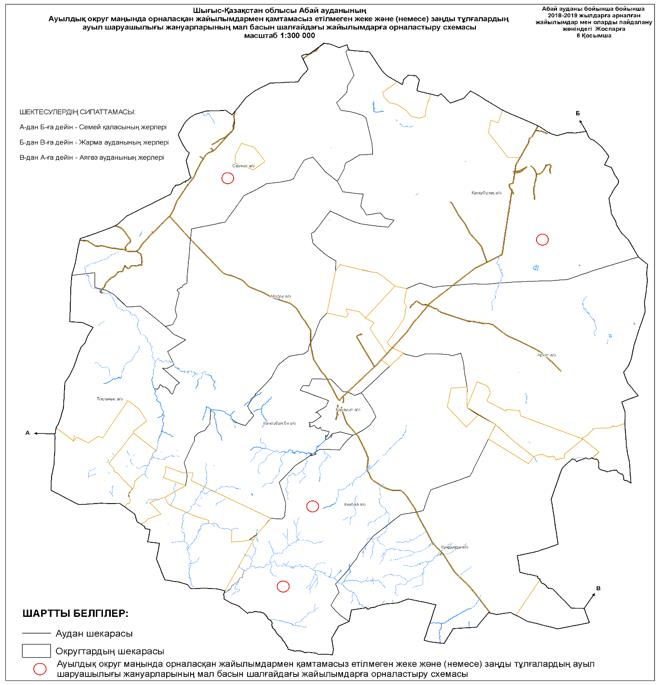 Шығыс-Қазақстан облысы Абай ауданының
Ауылдық округ маңында орналасқан жайылымдармен қамтамасыз етілмеген жеке және (немесе) заңды тұлғалардың
ауыл шаруашылығы жануарларының мал басын шалғайдағы жайылымдарға орналастыру схемасы
масштаб 1:300 000
Абай ауданы бойынша бойынша
2018-2019 жылдарға арналған
жайылымдар мен оларды пайдалану
жөніндегі Жоспарға
6 Қосымша
ШЕКТЕСУЛЕРДІҢ СИПАТТАМАСЫ:
А-дан Б-ға дейін - Семей қаласының жерлері
Б-дан В-ға дейін - Жарма ауданының жерлері
В-дан А-ға дейін - Аягөз ауданының жерлері
Б
А
В
ШАРТТЫ БЕЛГІЛЕР:
Аудан шекарасы
Округтардың шекарасы
Ауылдық округ маңында орналасқан жайылымдармен қамтамасыз етілмеген жеке және (немесе) заңды тұлғалардың ауыл
шаруашылығы жануарларының мал басын шалғайдағы жайылымдарға орналастыру схемасы